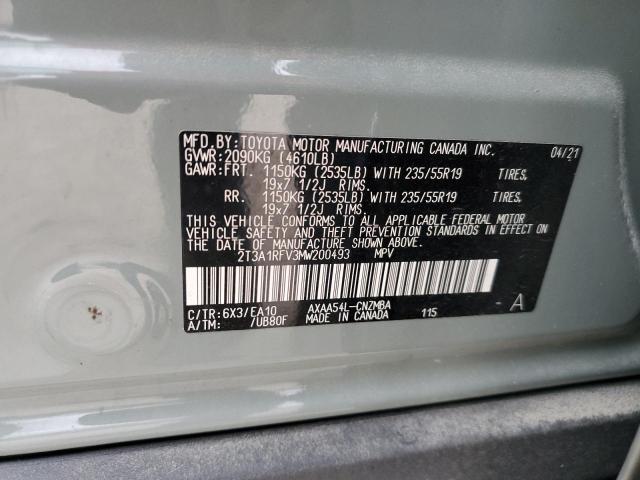 MFD.BY:TOYOTA MOTOR MANUFACTURING CANADA INC. 04/21
GVWR:2090KG (4610LB)
GAWR:FRT. 1150KG (2535LB) WITH 235/55R19 TIRES,
19x7 1/2J RIMS.
RR. 1150KG (2535LB) WITH 235/55R19 TIRES,
19x7 1/2J RIMS.
THIS VEHICLE CONFORMS TO ALL APPLICABLE FEDERAL MOTOR
VEHICLE SAFETY AND THEFT PREVENTION STANDARDS IN EFFECT
ON THE DATE OF MANUFACTURE SHOWN ABOVE.
2T3A1RFV3MW200493 MPV
C/TR:6X3/EA10 AXAA54L-CNZMBA A
A/TM: 7UB80F MADE IN CANADA 115